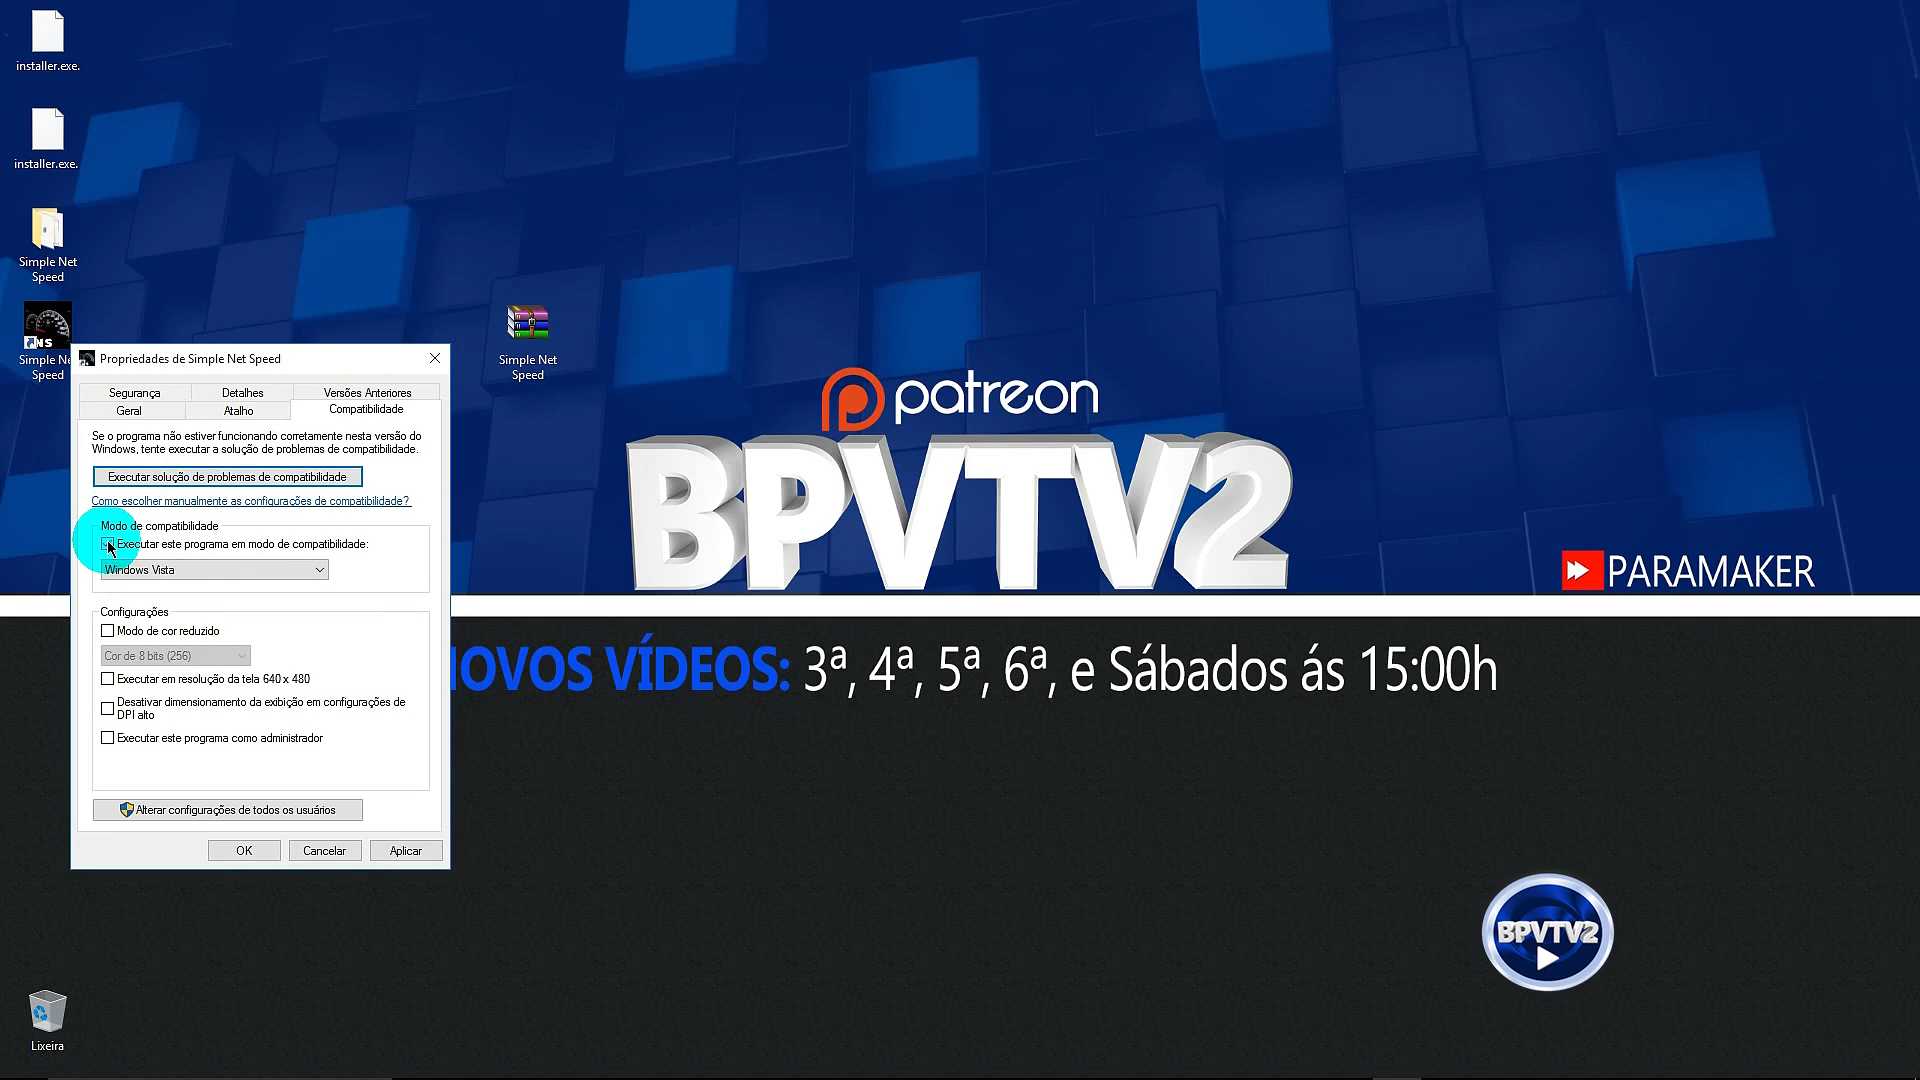 installer.exe.
installer.exe.
Simple Net
Speed
NS
Simple Ne
Speed
Simple Net
Speed
Propriedades de Simple Net Speed
Segurança
Detalhes
Versões Anteriores
Geral
Atalho
Compatibilidade
Se o programa não estiver funcionando corretamente nesta versão do
Windows, tente executar a solução de problemas de compatibilidade.
Executar solução de problemas de compatibilidade
Como escolher manualmente as configurações de compatibilidade?
Modo de compatibilidade
Executar este programa em modo de compatibilidade:
Windows Vista
Configurações
Modo de cor reduzido
Cor de 8 bits (256)
Executar em resolução da tela 640 x 480
Desativar dimensionamento da exibição em configurações de
DPI alto
Executar este programa como administrador
Alterar configurações de todos os usuários
OK
Cancelar
Aplicar
patreon
BPVTV2
PARAMAKER
NOVOS VÍDEOS: 3ª, 4ª, 5ª, 6ª, e Sábados ás 15:00h
BPVTV2
Lixeira